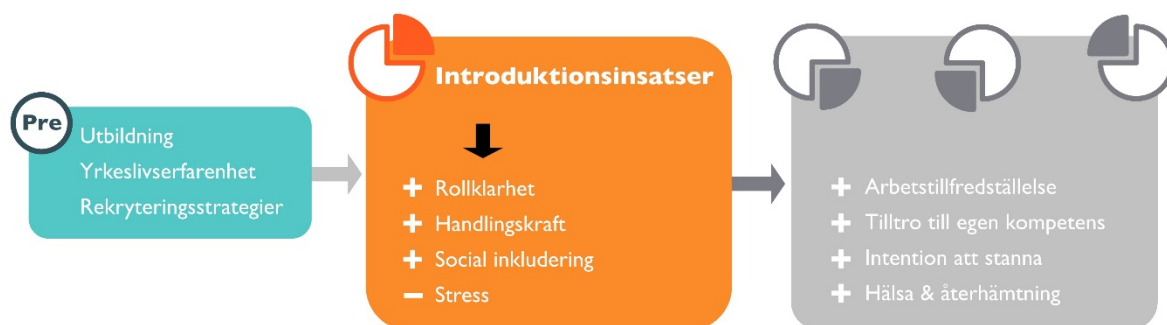 Pre
Utbildning
Yrkeslivserfarenhet
Rekryteringsstrategier
Introduktionsinsatser
+ Rollklarhet
+ Handlingskraft
+ Social inkludering
− Stress
+ Arbetstillfredställelse
+ Tilltro till egen kompetens
+ Intention att stanna
+ Hälsa & återhämtning